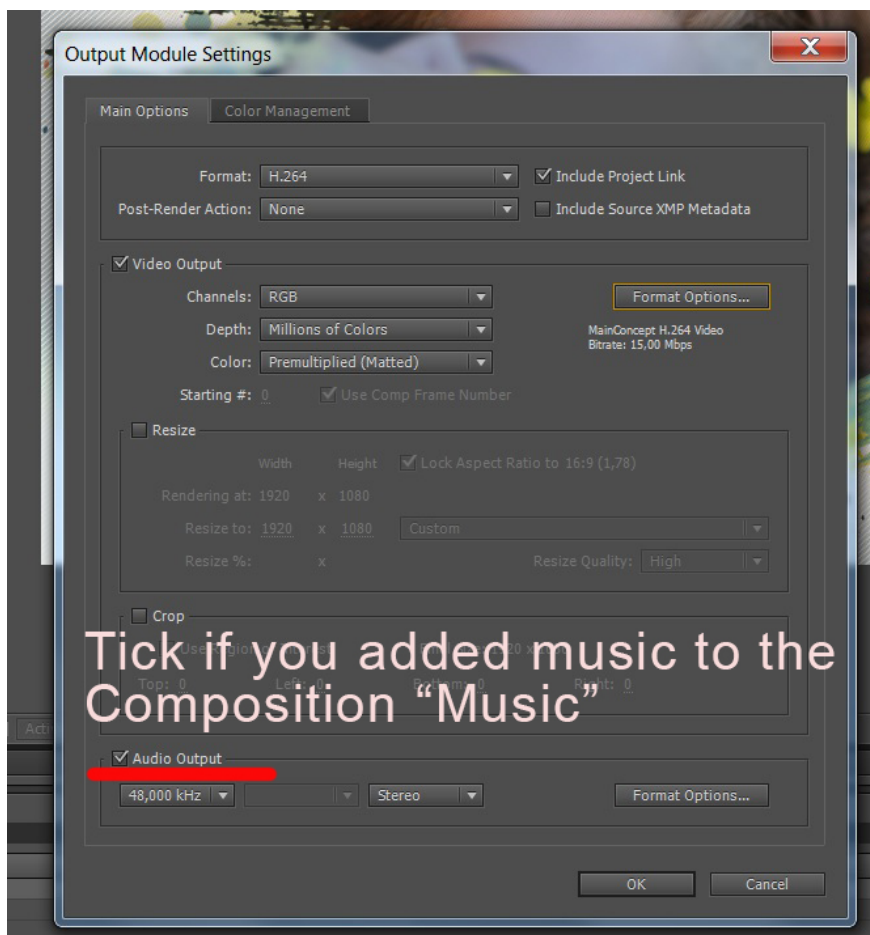 Output Module Settings
X
Main Options Color Management
Format: H.264 Include Project Link
Post-Render Action: None Include Source XMP Metadata
Video Output
Channels: RGB Format Options...
Depth: Millions of Colors MainConcept H.264 Video
Bitrate: 15,00 Mbps
Color: Premultiplied (Matted)
Starting #: 0 Use Comp Frame Number
Resize
Width Height Lock Aspect Ratio to 16:9 (1,78)
Rendering at: 1920 x 1080
Resize to: 1920 x 1080 Custom
Resize %: x Resize Quality: High
Crop
Tick if you added music to the
Use Region
Top: 0 Left: 0 Bottom: 0 Right: 0
Composition “Music”
Acti
Audio Output
48,000 kHz Stereo Format Options...
OK Cancel